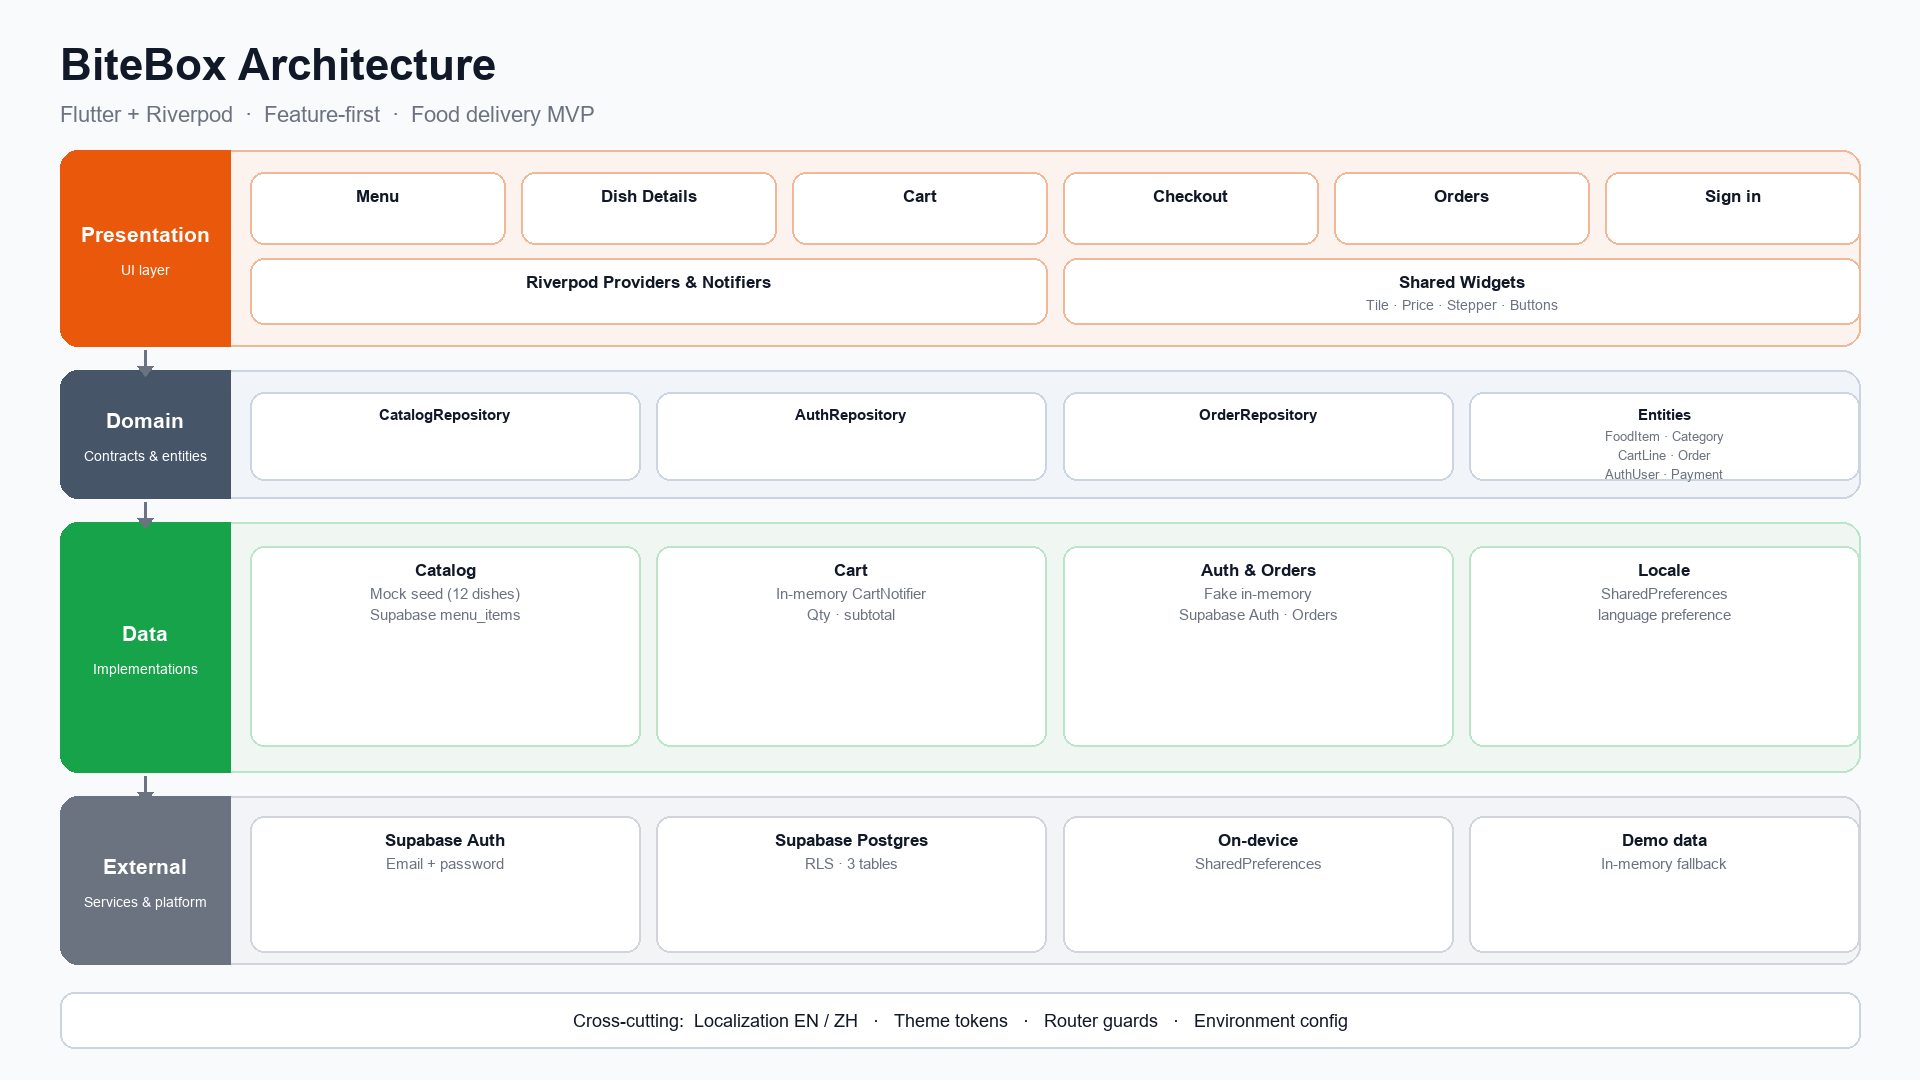 BiteBox Architecture
Flutter + Riverpod · Feature-first · Food delivery MVP
Presentation
UI layer
Menu
Dish Details
Cart
Checkout
Orders
Sign in
Riverpod Providers & Notifiers
Shared Widgets
Tile · Price · Stepper · Buttons
Domain
Contracts & entities
CatalogRepository
AuthRepository
OrderRepository
Entities
FoodItem · Category
CartLine · Order
AuthUser · Payment
Data
Implementations
Catalog
Mock seed (12 dishes)
Supabase menu_items
Cart
In-memory CartNotifier
Qty · subtotal
Auth & Orders
Fake in-memory
Supabase Auth · Orders
Locale
SharedPreferences
language preference
External
Services & platform
Supabase Auth
Email + password
Supabase Postgres
RLS · 3 tables
On-device
SharedPreferences
Demo data
In-memory fallback
Cross-cutting: Localization EN / ZH · Theme tokens · Router guards · Environment config